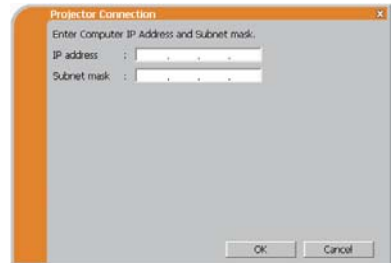 Projector Connection
Enter Computer IP Address and Subnet mask.
IP address : . . .
Subnet mask : . . .
OK Cancel